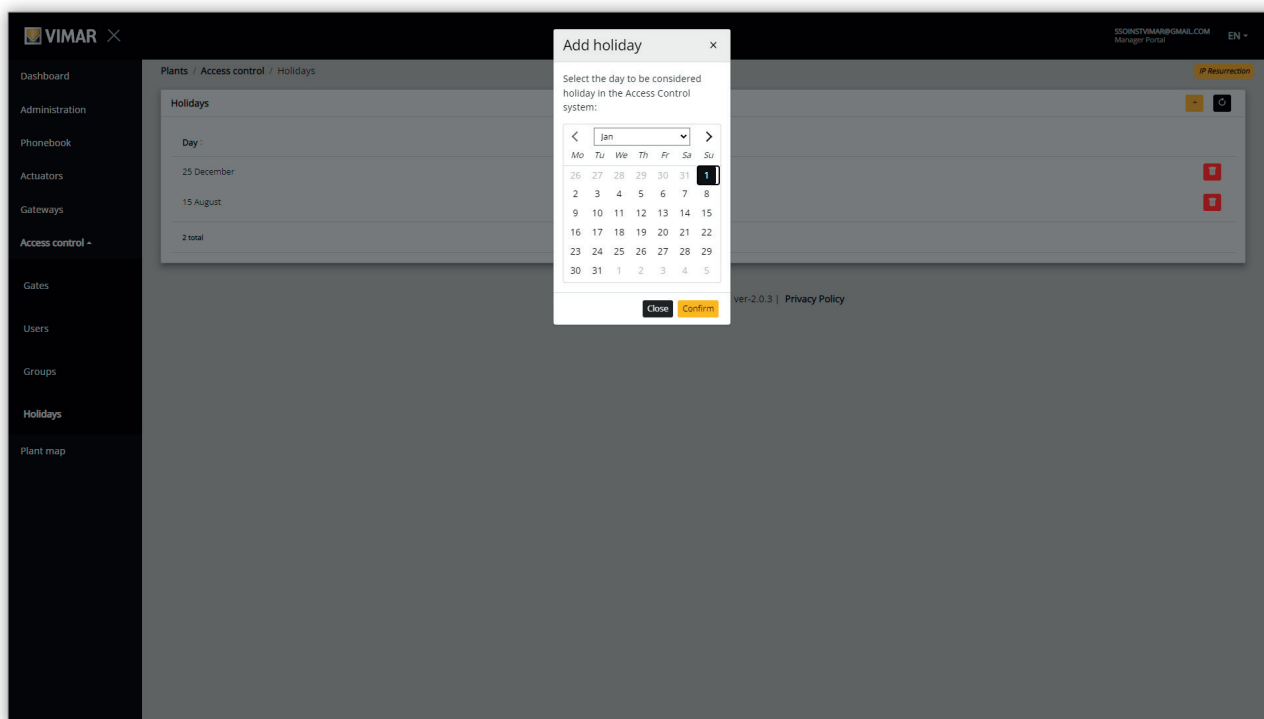 VIMAR
SSOINSTVIMAR@GMAIL.COM
Manager Portal
EN
Dashboard
Administration
Phonebook
Actuators
Gateways
Access control
Gates
Users
Groups
Holidays
Plant map
Plants / Access control / Holidays
IP Resurrection
Holidays
Day
25 December
15 August
2 total
Add holiday ×
Select the day to be considered
holiday in the Access Control
system:
Jan
Mo Tu We Th Fr Sa Su
26 27 28 29 30 31 1
2 3 4 5 6 7 8
9 10 11 12 13 14 15
16 17 18 19 20 21 22
23 24 25 26 27 28 29
30 31 1 2 3 4 5
Close Confirm
ver-2.0.3 | Privacy Policy